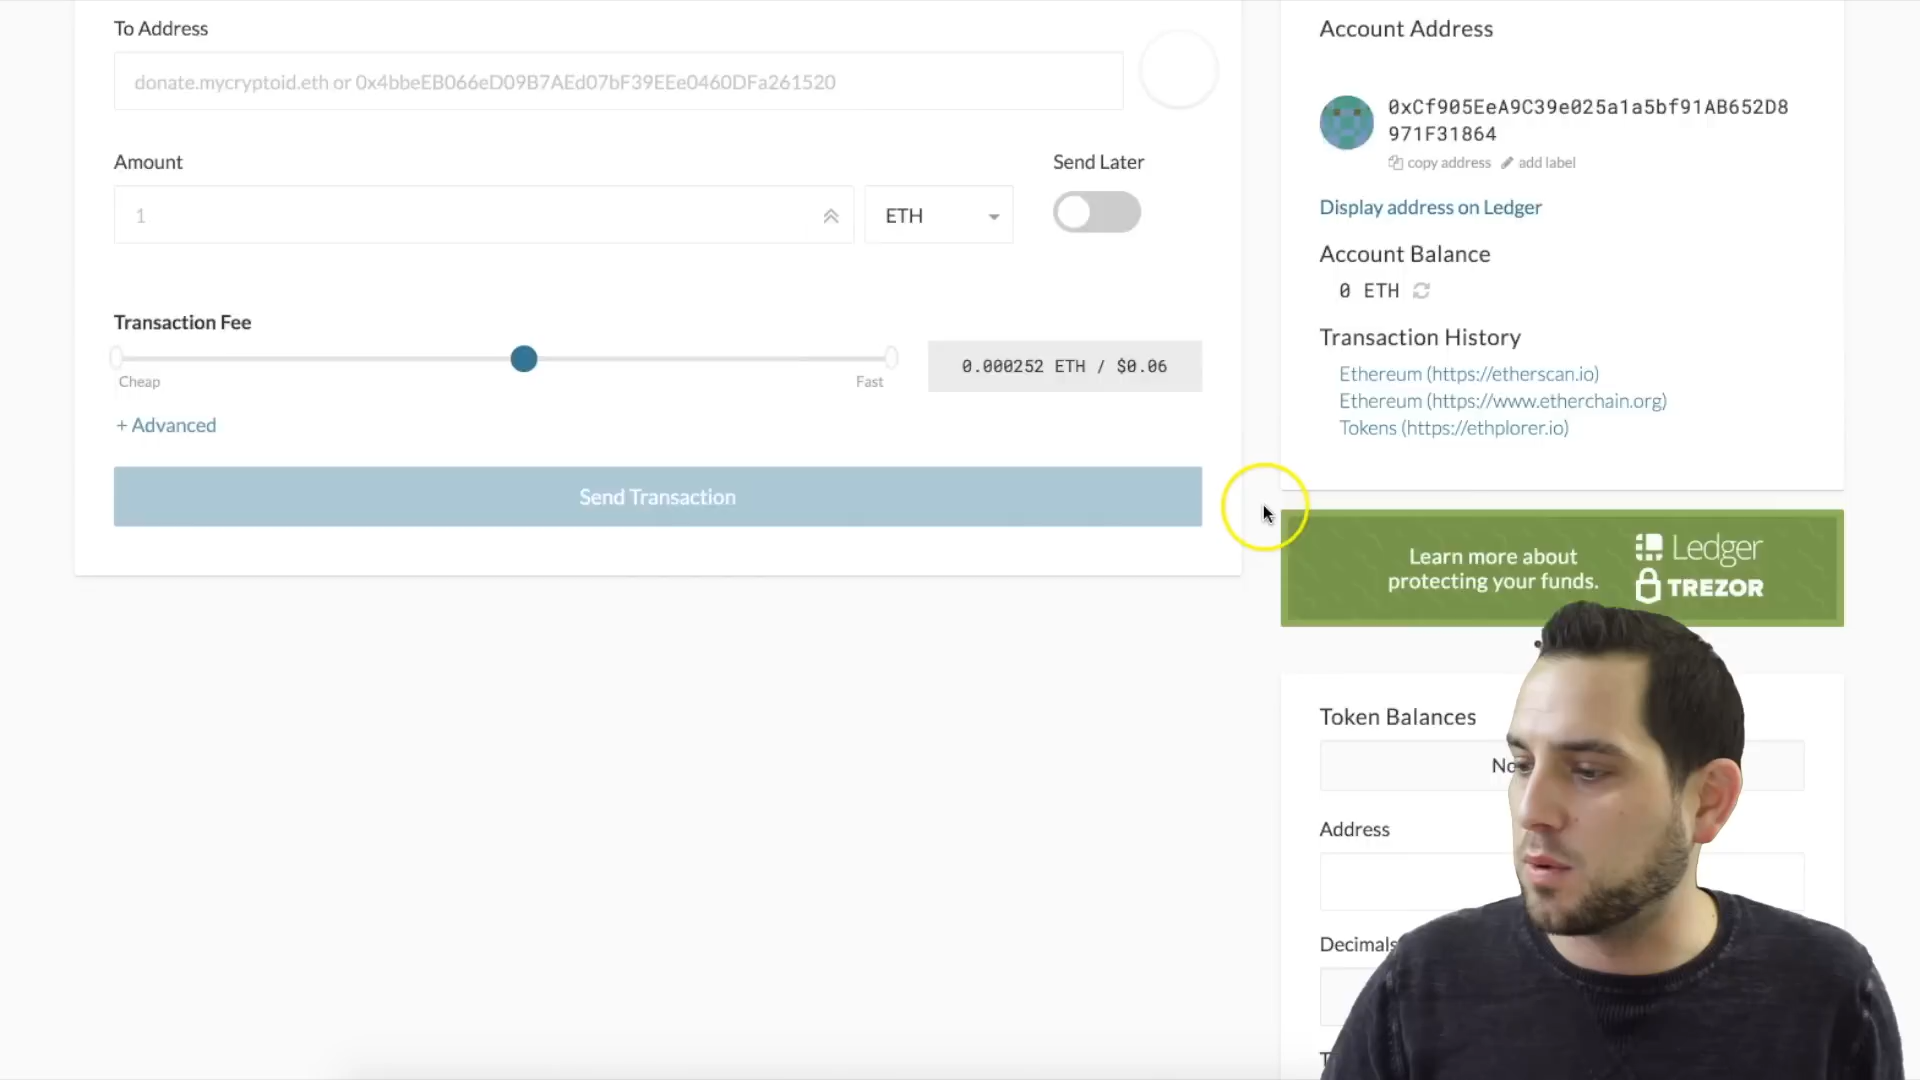 To Address
donate.mycryptoid.eth or 0x4bbeEB066eD09B7AEd07bF39EEe0460DFa261520
Amount
Send Later
1
ETH
Transaction Fee
Cheap
Fast
0.000252 ETH / $0.06
+ Advanced
Send Transaction
Account Address
0xCf905EeA9C39e025a1a5bf91AB652D8
971F31864
copy address
add label
Display address on Ledger
Account Balance
0 ETH
Transaction History
Ethereum (https://etherscan.io)
Ethereum (https://www.etherchain.org)
Tokens (https://ethplorer.io)
Learn more about
protecting your funds.
Ledger
TREZOR
Token Balances
Address
Decimals